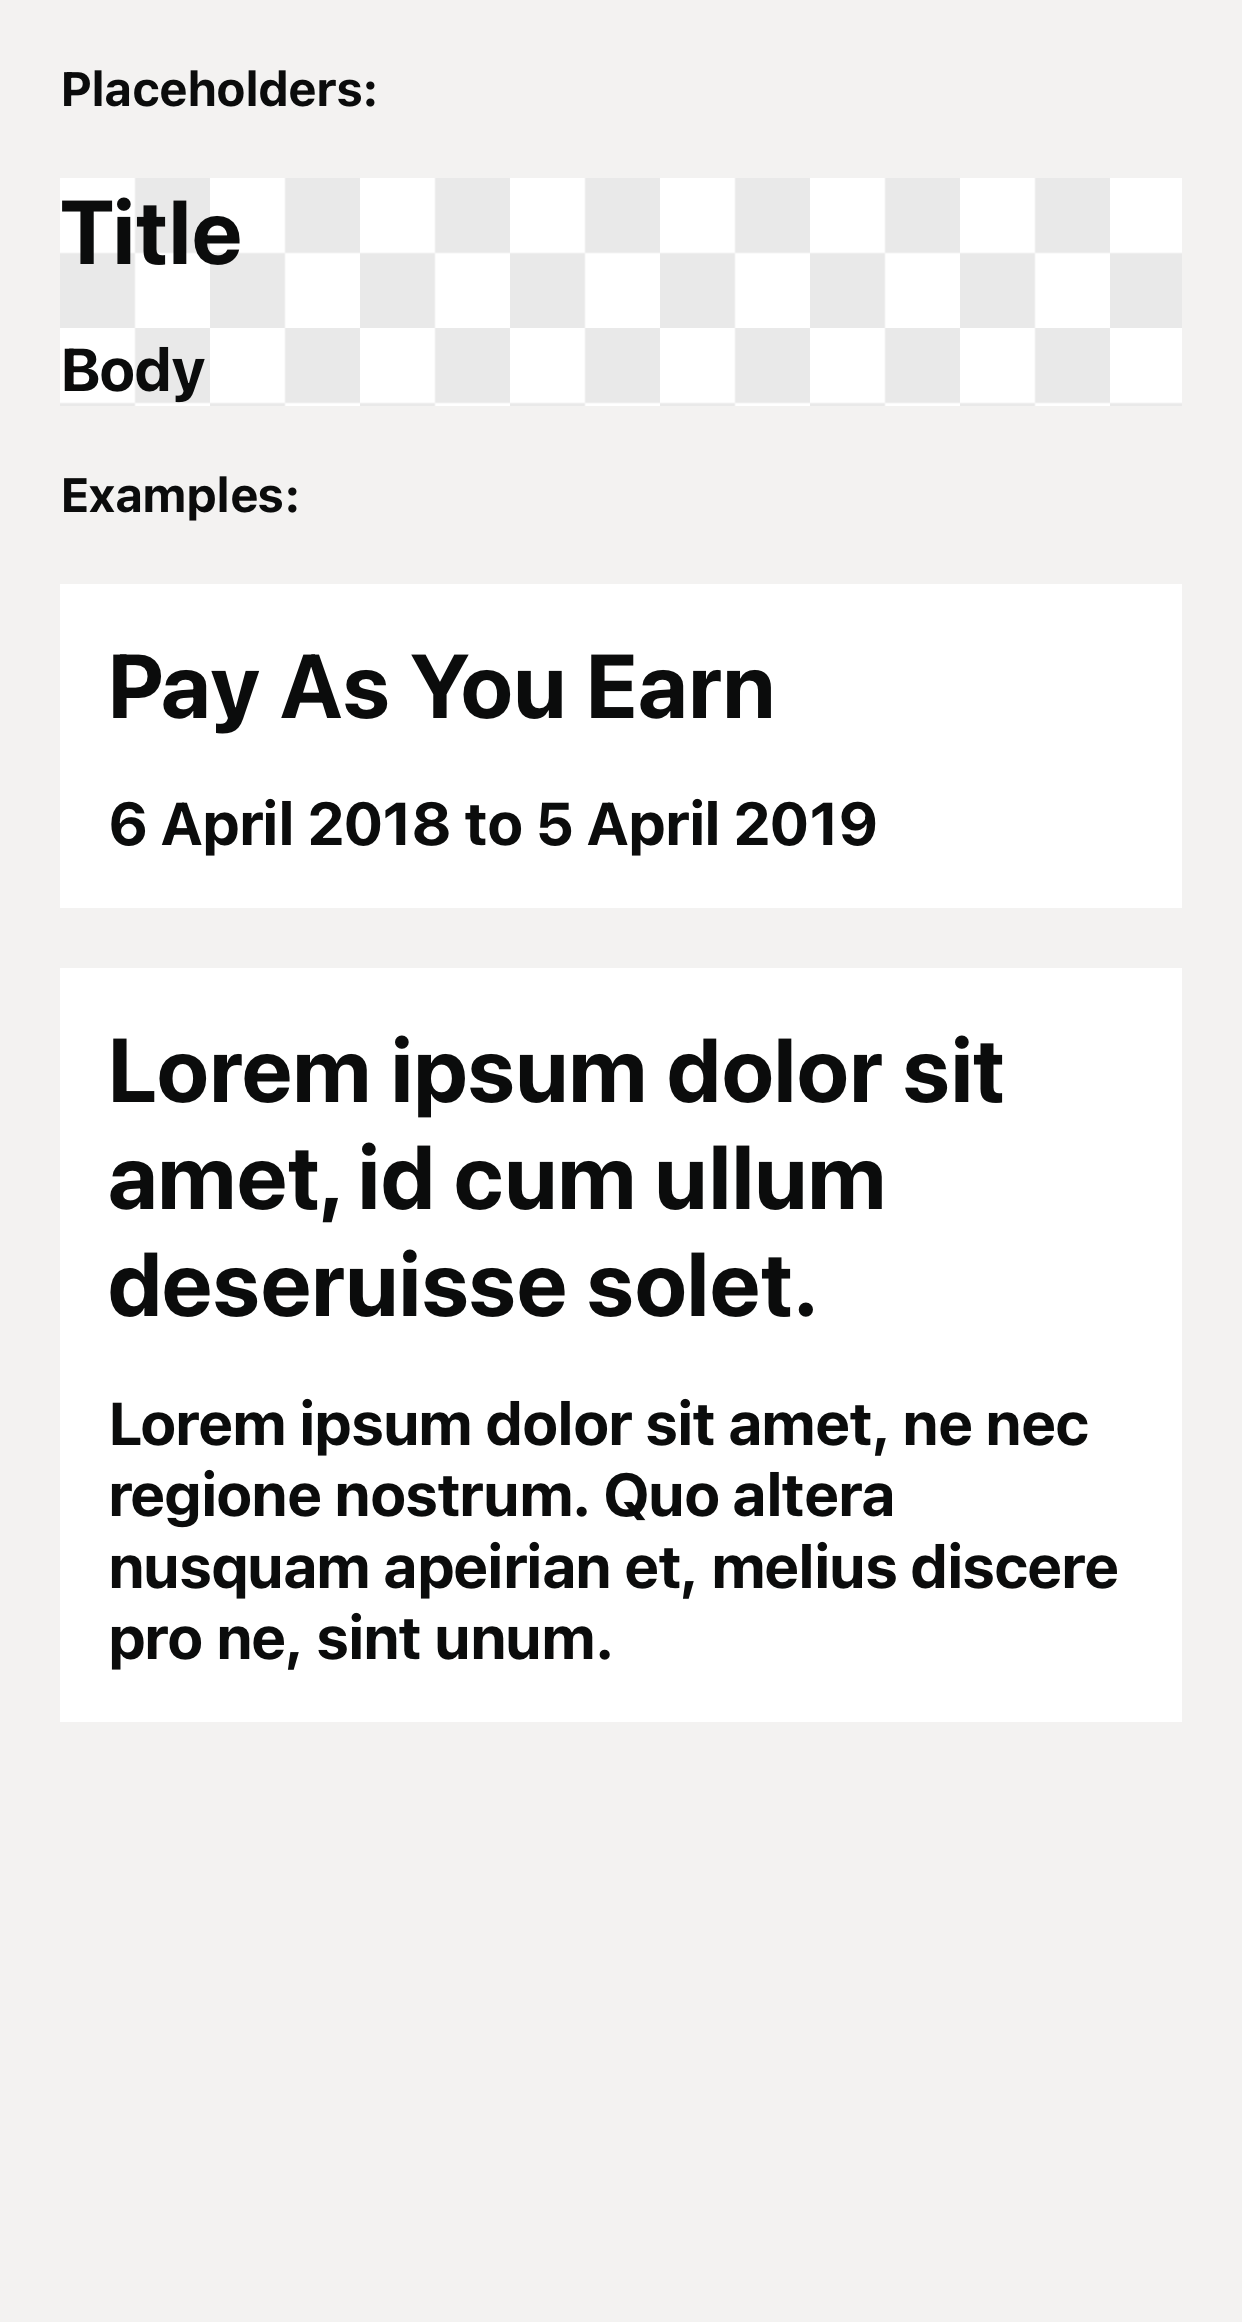 Placeholders:
Title
Body
Examples:
Pay As You Earn
6 April 2018 to 5 April 2019
Lorem ipsum dolor sit
amet, id cum ullum
deseruisse solet.
Lorem ipsum dolor sit amet, ne nec
regione nostrum. Quo altera
nusquam apeirian et, melius discere
pro ne, sint unum.